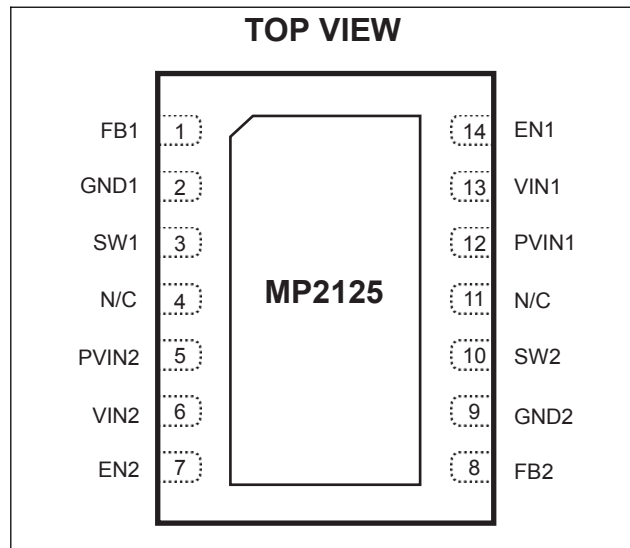 TOP VIEW
FB1 1 14 EN1
GND1 2 13 VIN1
SW1 3 12 PVIN1
N/C 4 MP2125 11 N/C
PVIN2 5 10 SW2
VIN2 6 9 GND2
EN2 7 8 FB2